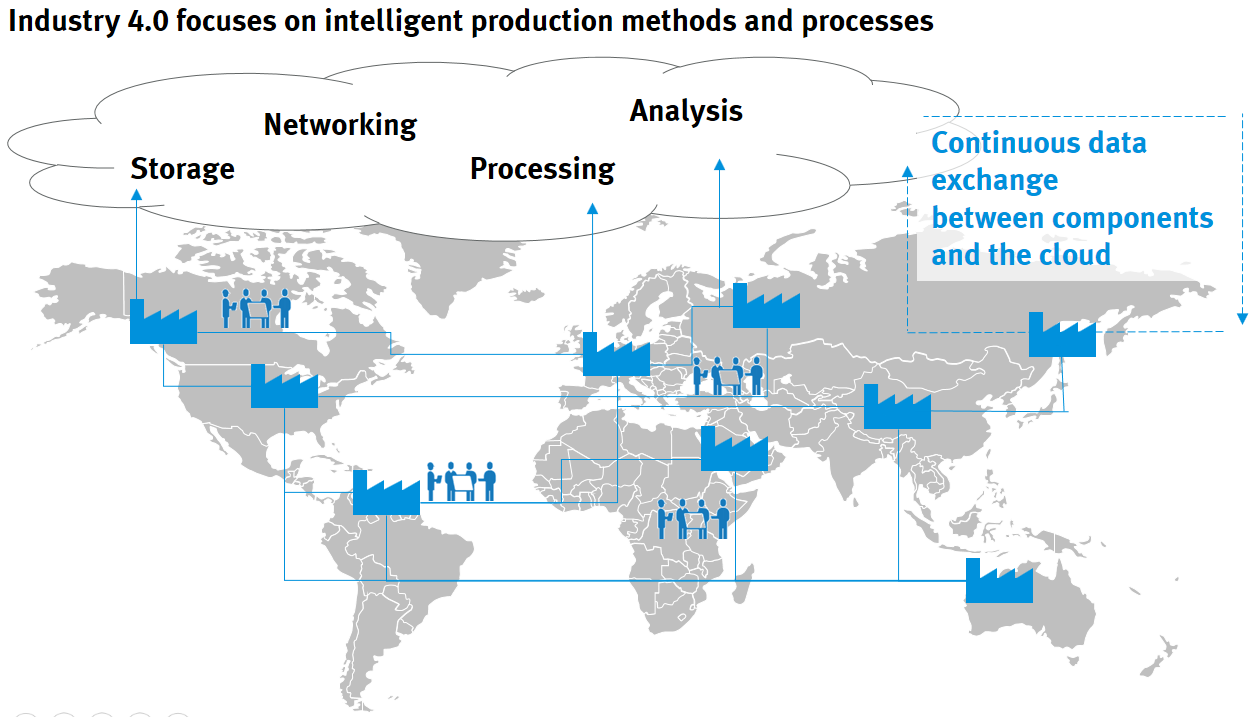 Industry 4.0 focuses on intelligent production methods and processes
Networking
Analysis
Storage
Processing
Continuous data
exchange
between components
and the cloud